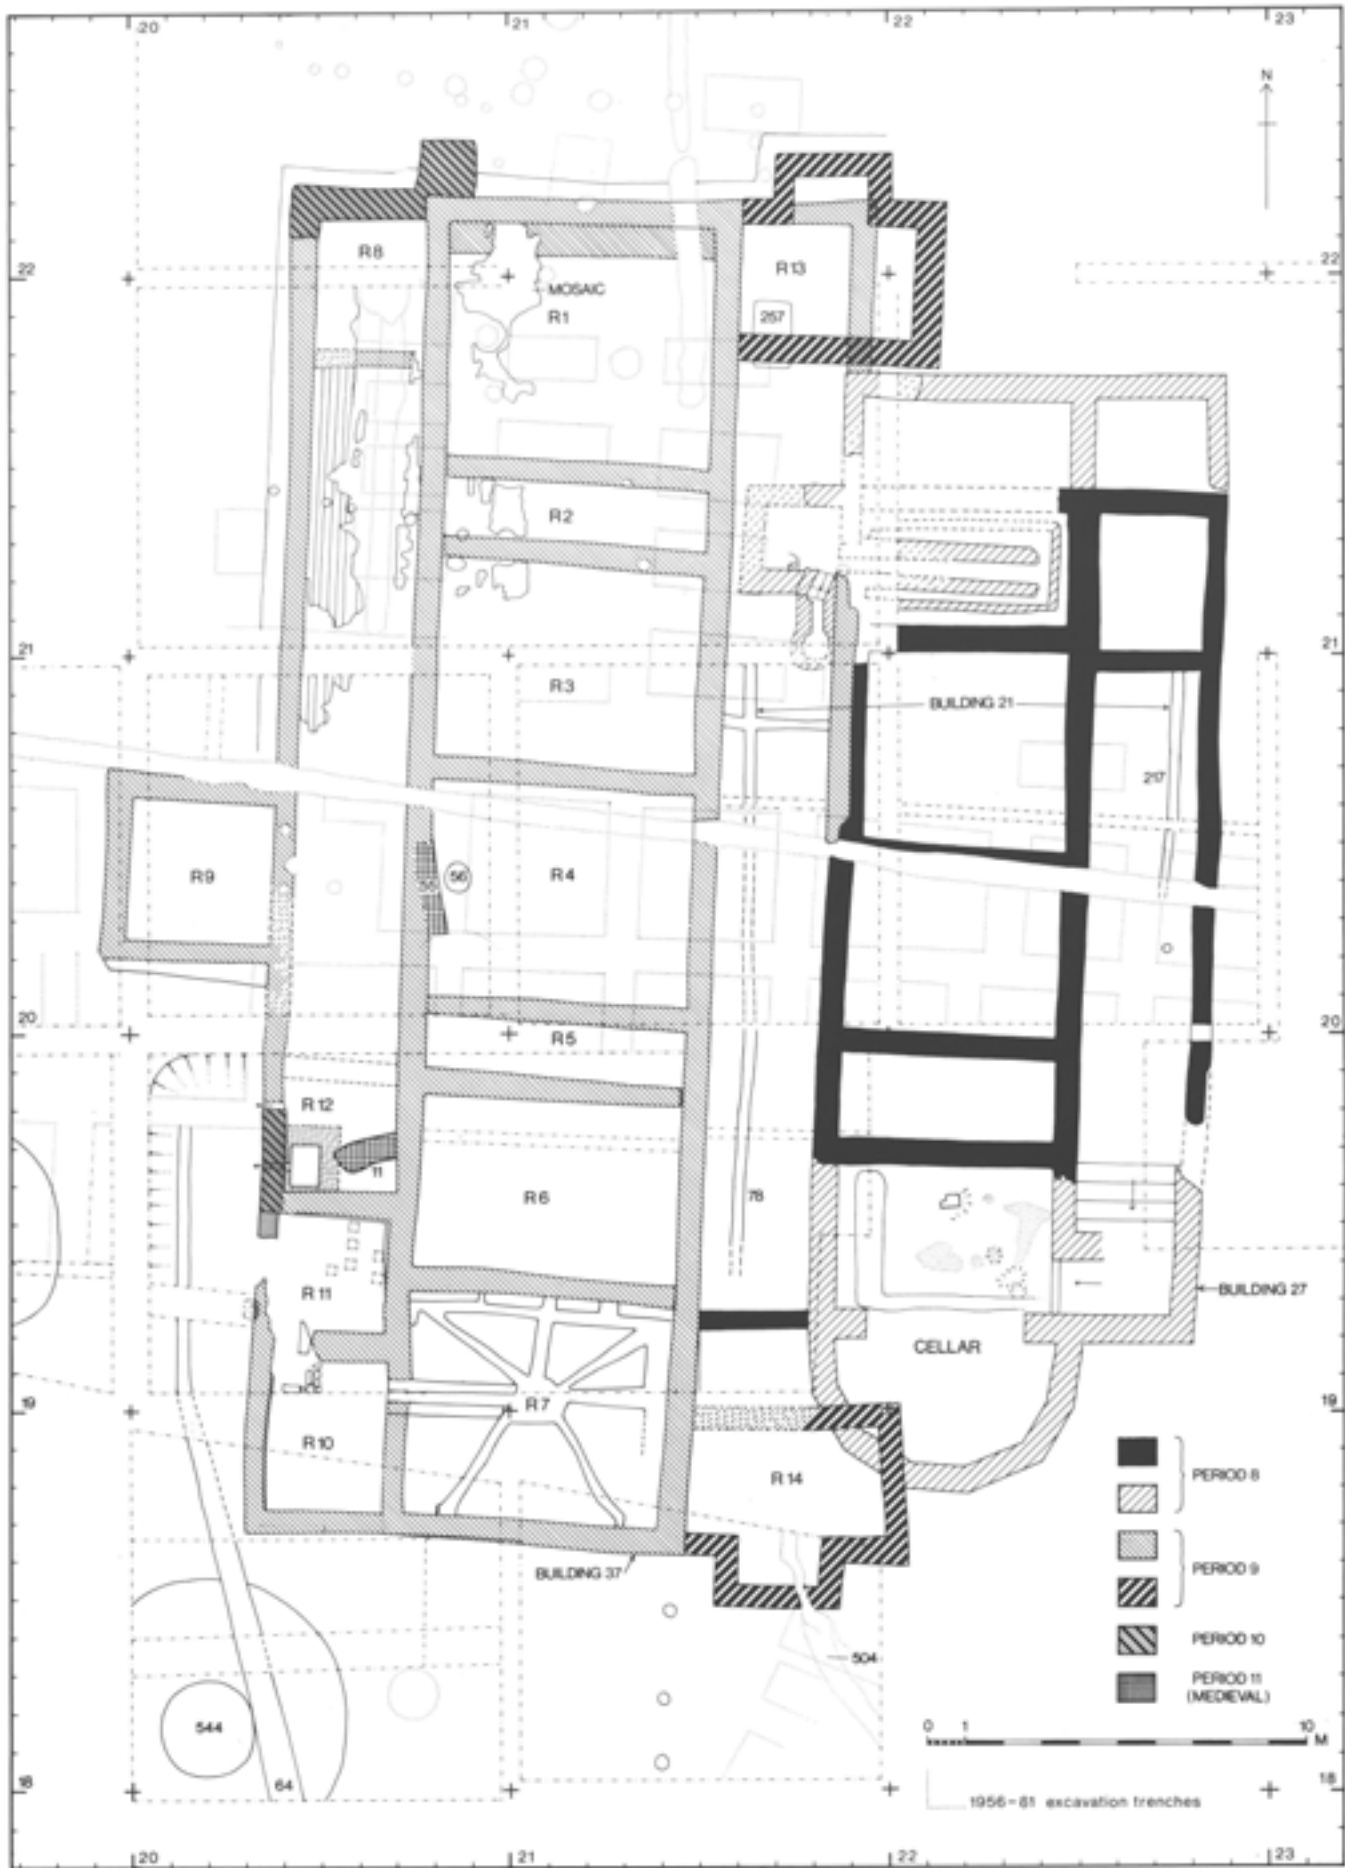 20
21
22
23
N
R8
R13
22
22
MOSAIC
R1
257
R2
21
21
R3
BUILDING 21
217
R9
56
R4
20
20
R5
R12
11
R6
78
R11
BUILDING 27
CELLAR
19
R7
19
R10
R14
PERIOD 8
PERIOD 9
BUILDING 37
PERIOD 10
504
PERIOD 11
(MEDIEVAL)
544
0 1 10 M
64
18
18
1956-81 excavation trenches
20
21
22
23